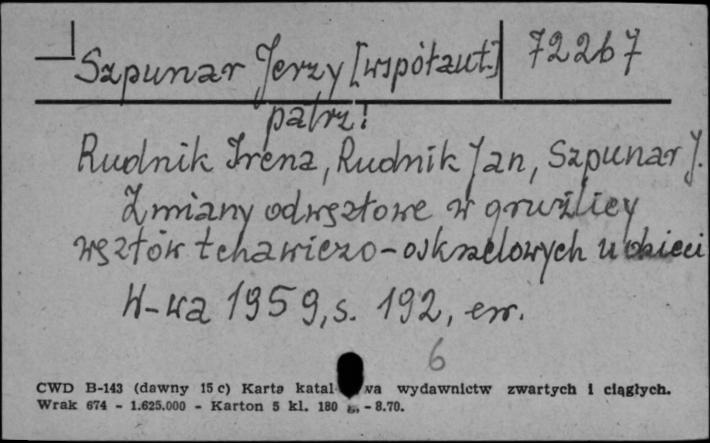 Szpunar Jerzy [współaut.] 72267
patrz!
Rudnik Irena, Rudnik Jan, Szpunar J.
Zmiany odwęzłowe w gruźlicy
węzłów tchawiczo-oskrzelowych u dzieci
W-wa 1959, s. 192, err.
6
CWD B-143 (dawny 15 c) Karta katal wa wydawnictw zwartych i ciągłych.
Wrak 674 - 1.625.000 - Karton 5 kl. 180 g. - 8.70.